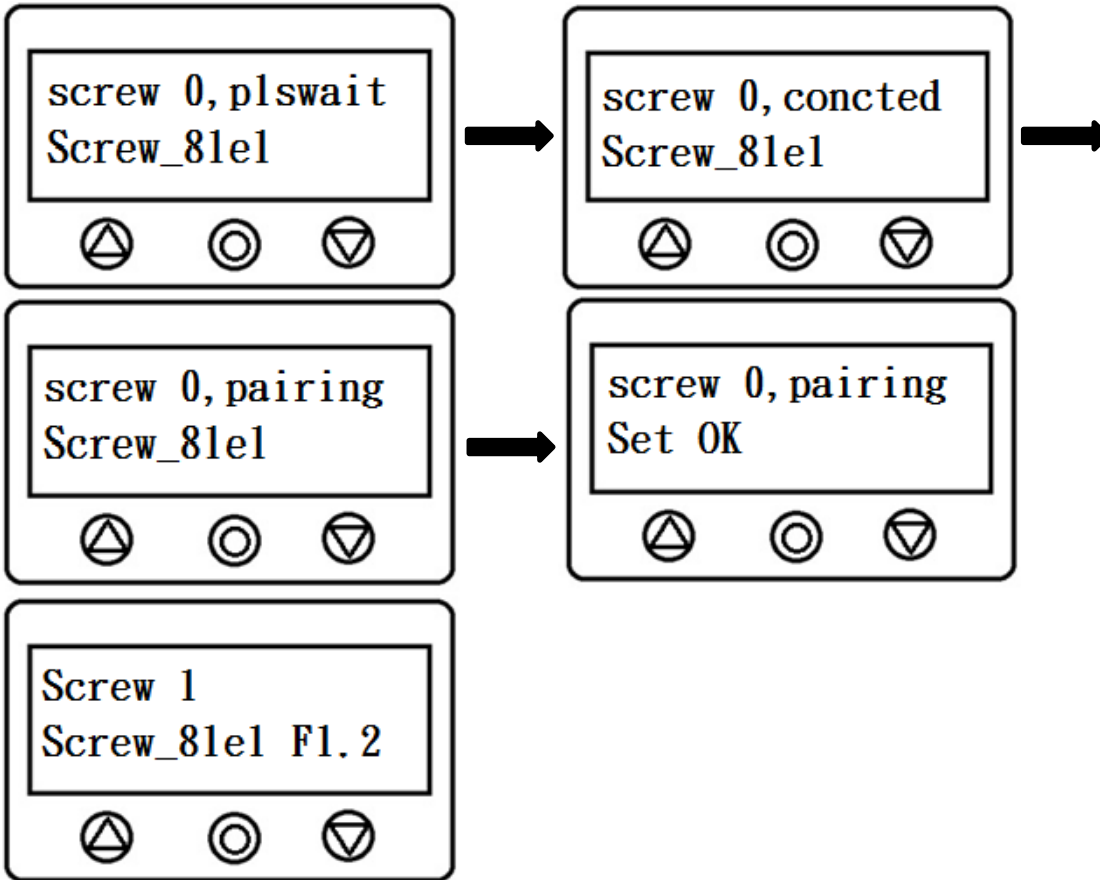 screw 0,plswait
Screw_81e1
screw 0,concted
Screw_81e1
screw 0,pairing
Screw_81e1
screw 0,pairing
Set OK
Screw 1
Screw_81e1 F1.2